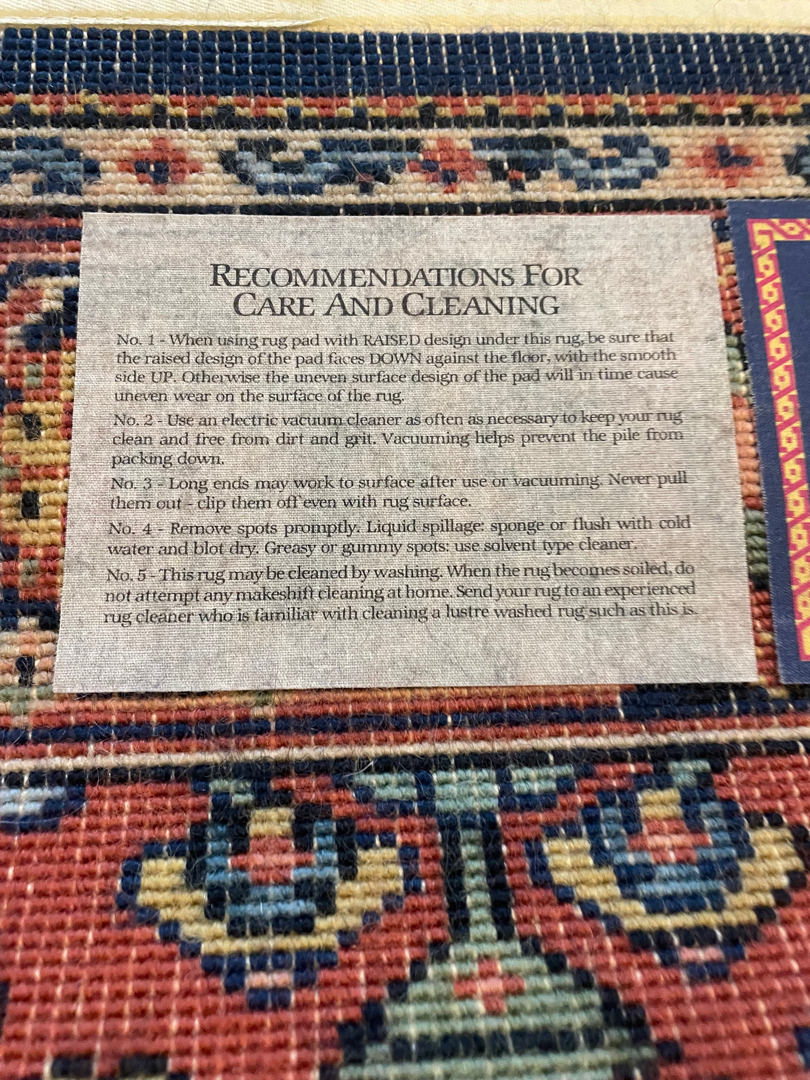 RECOMMENDATIONS FOR
CARE AND CLEANING
No. 1 - When using rug pad with RAISED design under this rug, be sure that
the raised design of the pad faces DOWN against the floor, with the smooth
side UP. Otherwise the uneven surface design of the pad will in time cause
uneven wear on the surface of the rug.
No. 2 - Use an electric vacuum cleaner as often as necessary to keep your rug
clean and free from dirt and grit. Vacuuming helps prevent the pile from
packing down.
No. 3 - Long ends may work to surface after use or vacuuming. Never pull
them out - clip them off even with rug surface.
No. 4 - Remove spots promptly. Liquid spillage: sponge or flush with cold
water and blot dry. Greasy or gummy spots: use solvent type cleaner.
No. 5 - This rug may be cleaned by washing. When the rug becomes soiled, do
not attempt any makeshift cleaning at home. Send your rug to an experienced
rug cleaner who is familiar with cleaning a lustre washed rug such as this is.